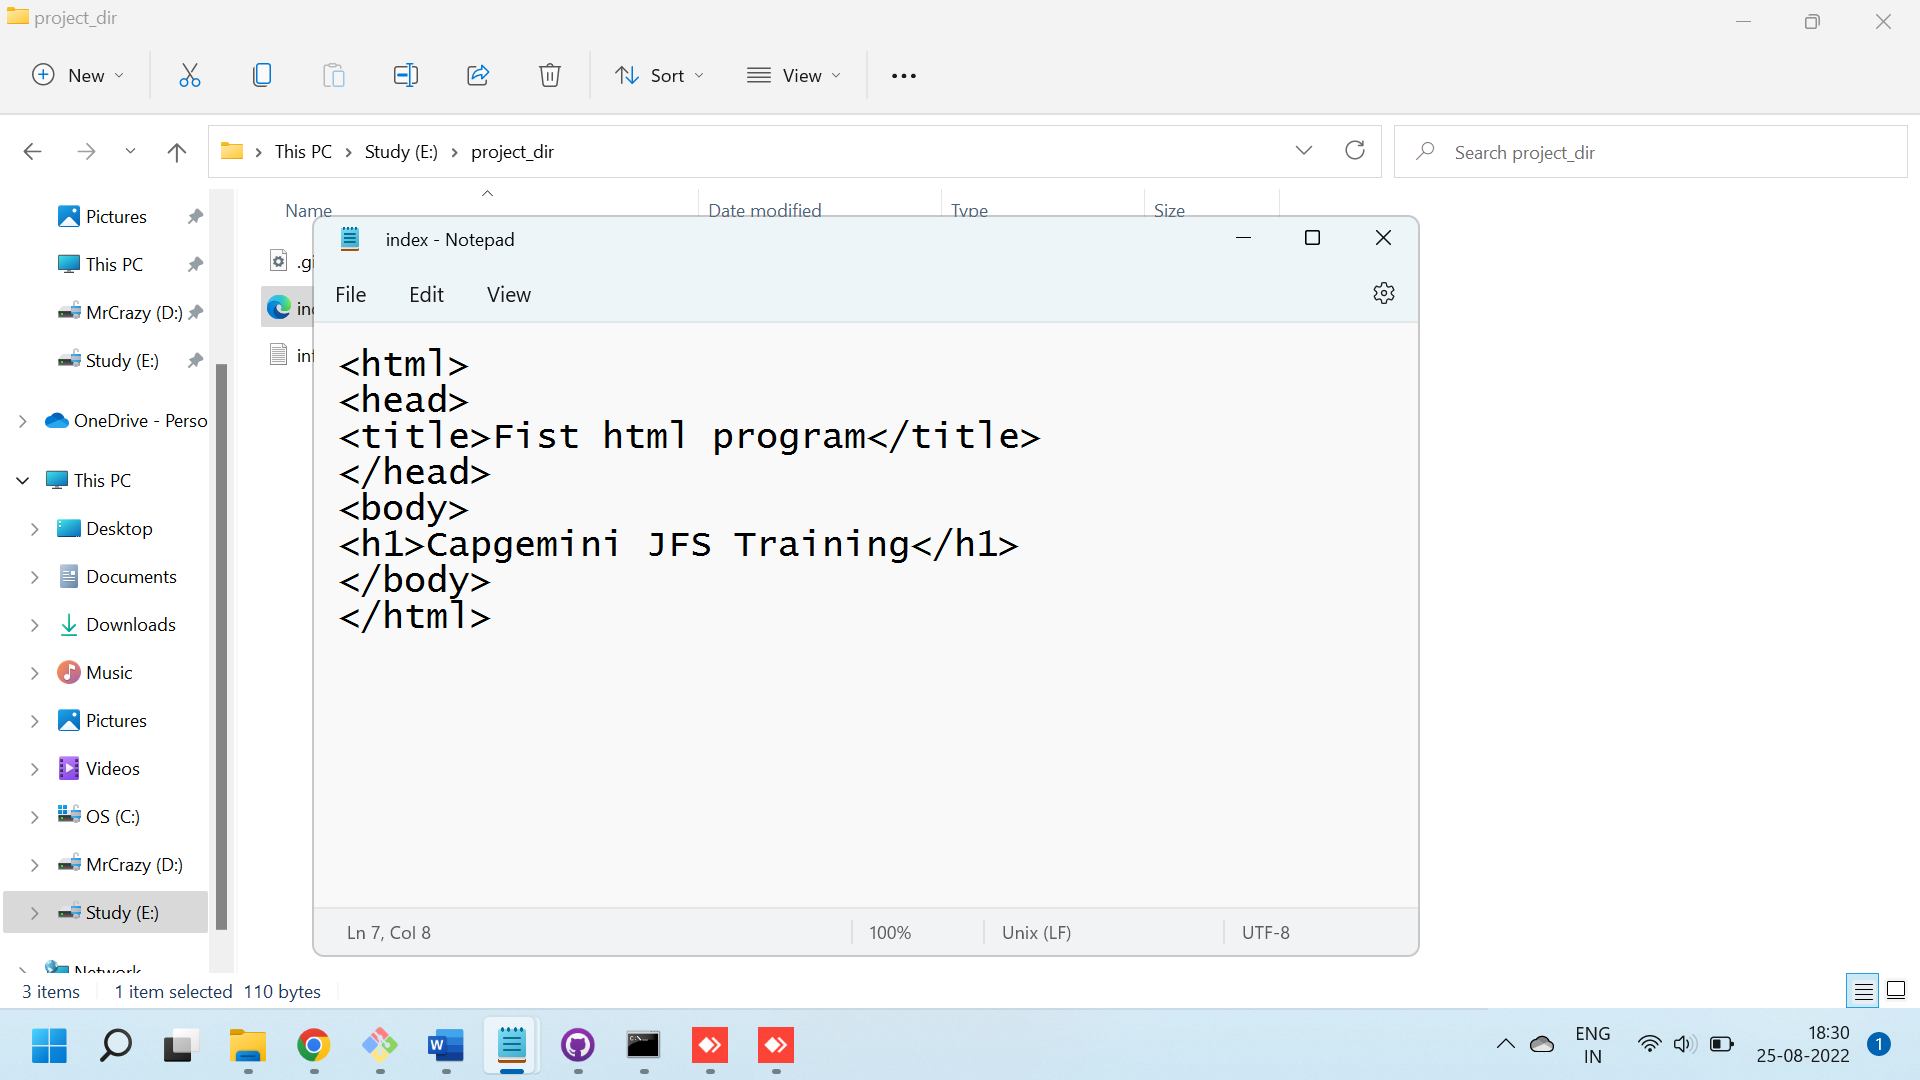 project_dir
New
Sort
View
This PC
Study (E:)
project_dir
Search project_dir
Name
Date modified
Type
Size
Pictures
This PC
MrCrazy (D:)
Study (E:)
OneDrive - Perso
This PC
Desktop
Documents
Downloads
Music
Pictures
Videos
OS (C:)
MrCrazy (D:)
Study (E:)
Network
.gi
ind
inf
index - Notepad
File
Edit
View
<html>
<head>
<title>Fist html program</title>
</head>
<body>
<h1>Capgemini JFS Training</h1>
</body>
</html>
Ln 7, Col 8
100%
Unix (LF)
UTF-8
3 items
1 item selected 110 bytes
ENG
IN
18:30
25-08-2022
1